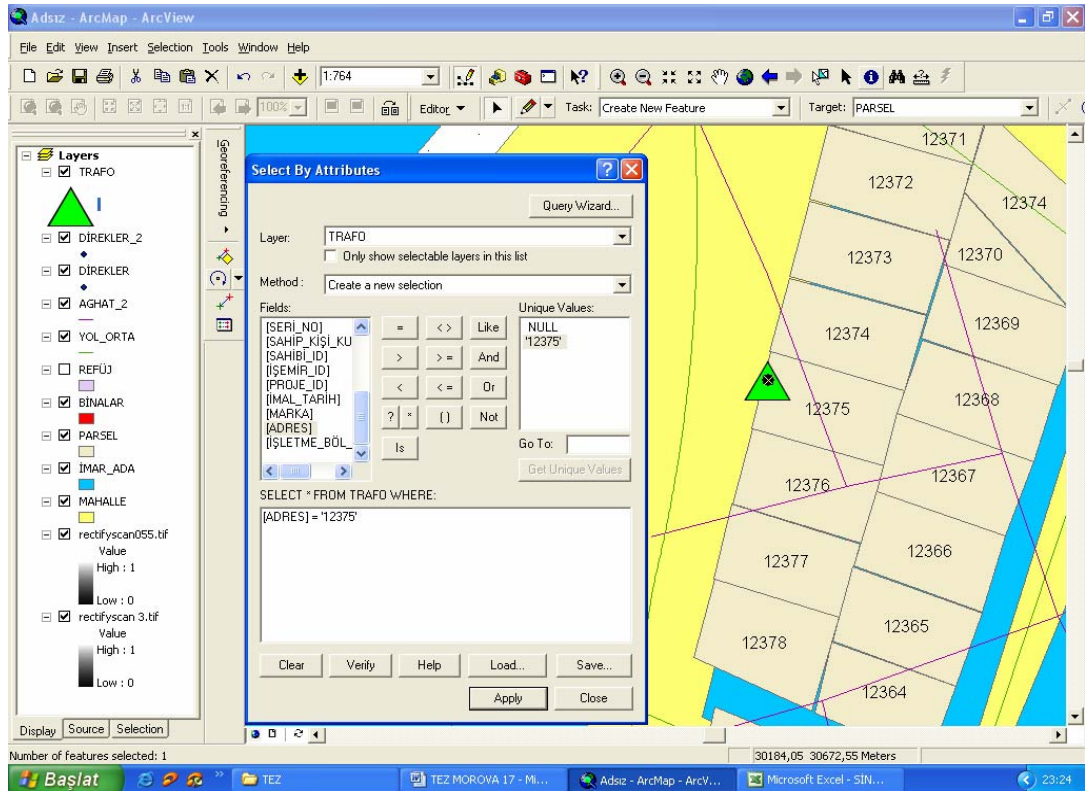 Adsız - ArcMap - ArcView
File Edit View Insert Selection Tools Window Help
1:764
100% Editor Task: Create New Feature Target: PARSEL
Layers
TRAFO
DİREKLER_2
DİREKLER
AGHAT_2
YOL_ORTA
REFÜJ
BİNALAR
PARSEL
İMAR_ADA
MAHALLE
rectifyscan055.tif
Value
High : 1
Low : 0
rectifyscan 3.tif
Value
High : 1
Low : 0
Display Source Selection
Georeferencing
Select By Attributes
Query Wizard...
Layer: TRAFO
Only show selectable layers in this list
Method : Create a new selection
Fields:
[SERİ_NO]
[SAHIP_KİŞİ_KU
[SAHİBİ_ID]
[İŞEMİR_ID]
[PROJE_ID]
[İMAL_TARİH]
[MARKA]
[ADRES]
[İŞLETME_BÖL_
= < > Like
> > = And
< < = Or
? * ( ) Not
Is
Unique Values:
NULL
'12375'
Go To:
Get Unique Values
SELECT * FROM TRAFO WHERE:
[ADRES] = '12375'
Clear Verify Help Load... Save...
Apply Close
12371
12372
12374
12373
12370
12374
12369
12375
12368
12376
12367
12377
12366
12378
12365
12364
Number of features selected: 1
30184,05 30672,55 Meters
Başlat
TEZ
TEZ MOROVA 17 - Mi...
Adsız - ArcMap - ArcV...
Microsoft Excel - SİN...
23:24